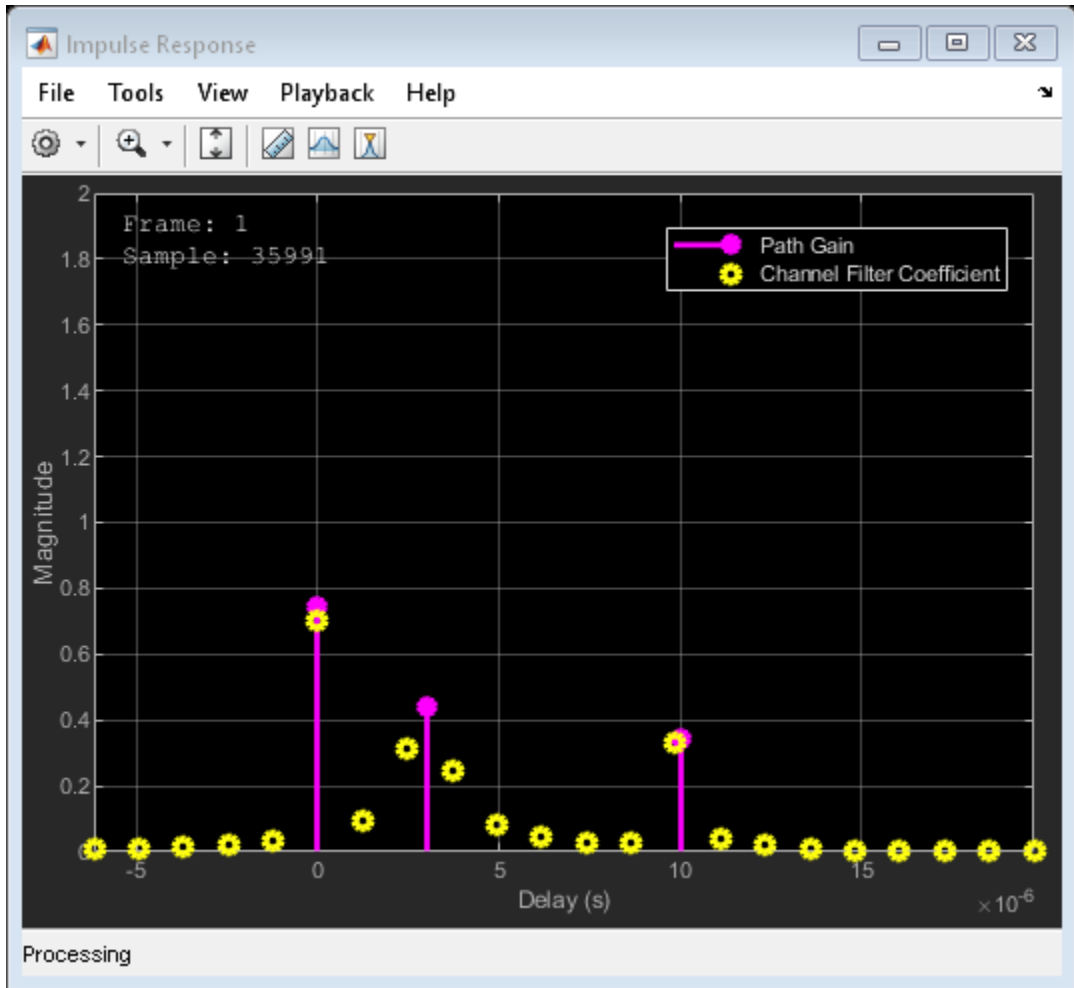 Impulse Response
File Tools View Playback Help
Frame: 1
Sample: 35991
Path Gain
Channel Filter Coefficient
2
1.8
1.6
1.4
1.2
1
0.8
0.6
0.4
0.2
0
Magnitude
-5 0 5 10 15
Delay (s)
×10-6
Processing